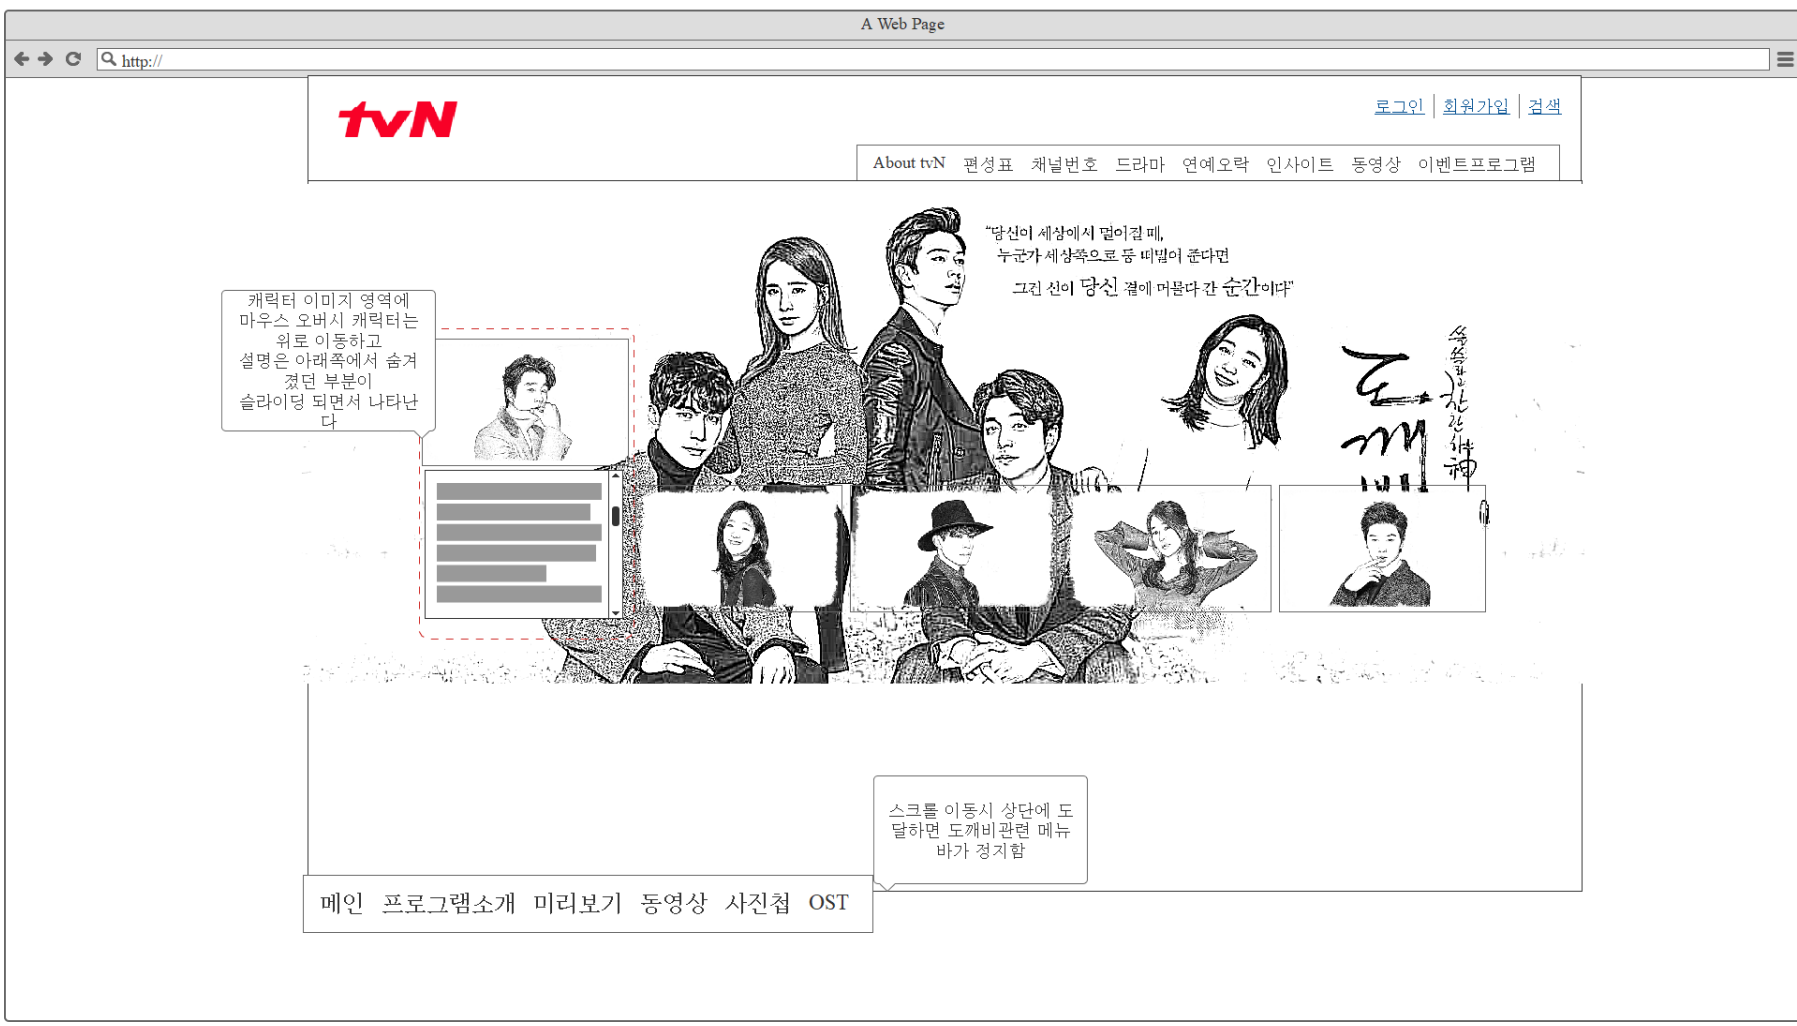 A Web Page
http://
tvN
로그인 회원가입 검색
About tvN 편성표 채널번호 드라마 연예오락 인사이트 동영상 이벤트프로그램
“당신이 세상에서 멀어질 때,
누군가 세상쪽으로 등 떠밀어 준다면
그건 신이 당신 곁에 머물다 간 순간이다”
쓸쓸하고 찬란하神
도깨비
캐릭터 이미지 영역에
마우스 오버시 캐릭터는
위로 이동하고
설명은 아래쪽에서 숨겨
졌던 부분이
슬라이딩 되면서 나타난
다
스크롤 이동시 상단에 도
달하면 도깨비관련 메뉴
바가 정지함
메인 프로그램소개 미리보기 동영상 사진첩 OST